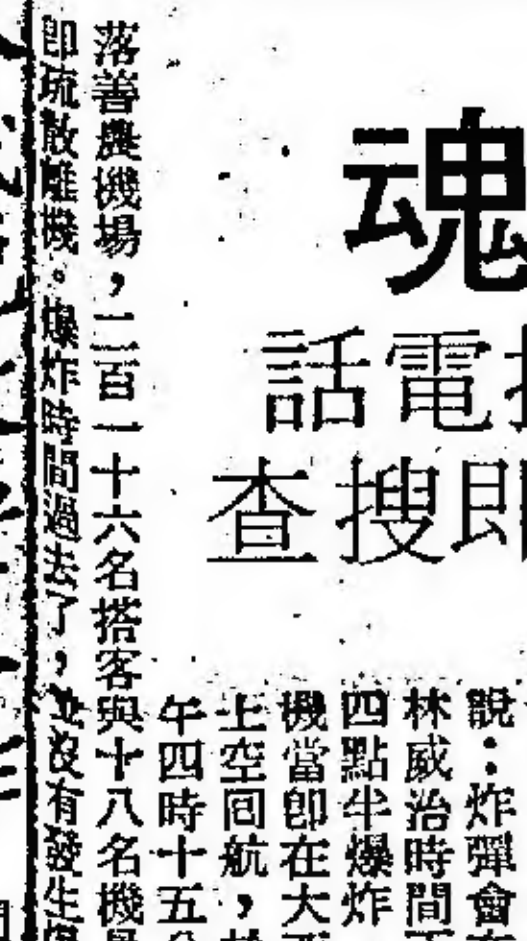 魂
電話
搜查
說：炸彈會
林威治時間
四點半爆炸
機當即在大
上空回航，
午四時十五
落善農機場，二百一十六名搭客與十八名機
即疏散離機。爆炸時間過去了，並沒有發生